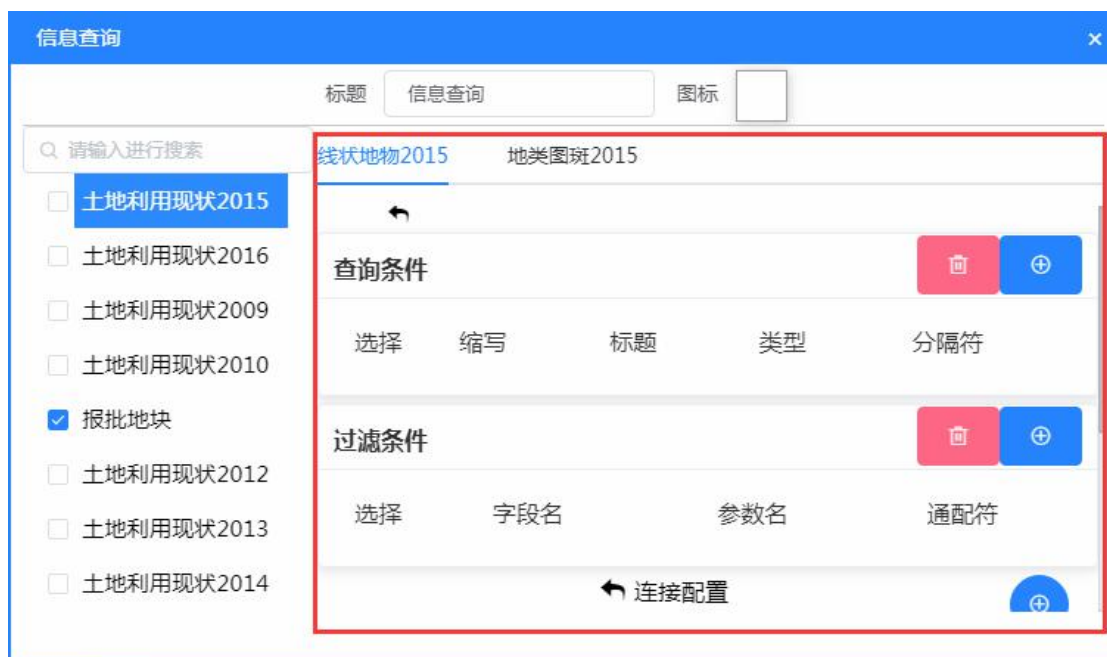 信息查询
标题 信息查询 图标
请输入进行搜索
线状地物2015 地类图斑2015
土地利用现状2015
土地利用现状2016
查询条件
土地利用现状2009
选择 缩写 标题 类型 分隔符
土地利用现状2010
报批地块
过滤条件
土地利用现状2012
选择 字段名 参数名 通配符
土地利用现状2013
土地利用现状2014
连接配置